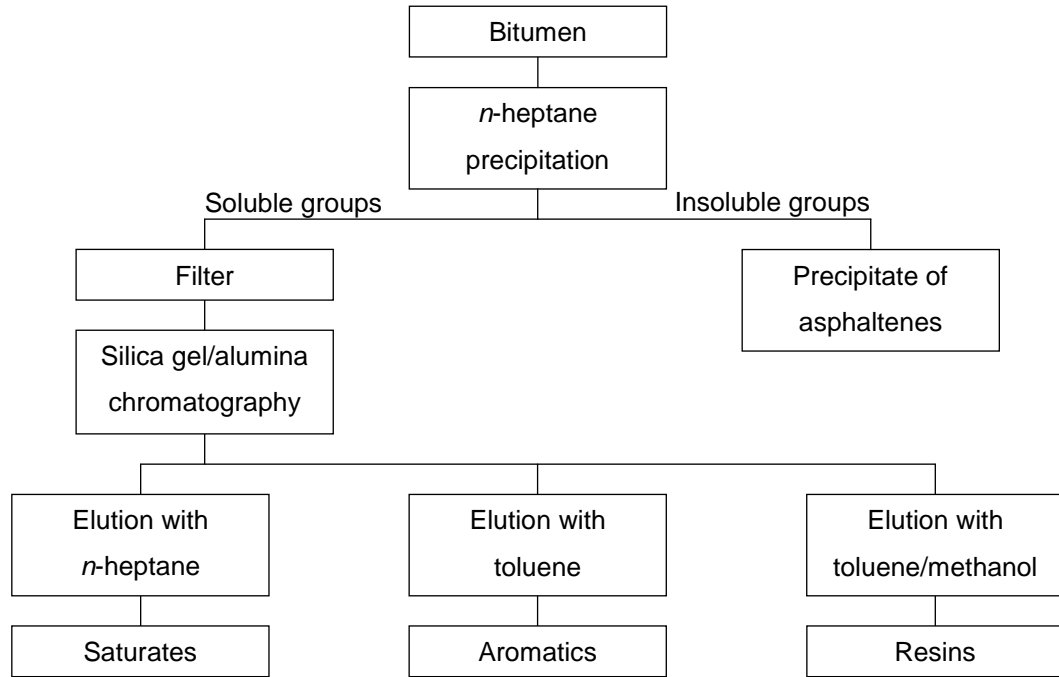 Bitumen
n-heptane
precipitation
Soluble groups
Insoluble groups
Filter
Precipitate of
asphaltenes
Silica gel/alumina
chromatography
Elution with
n-heptane
Elution with
toluene
Elution with
toluene/methanol
Saturates
Aromatics
Resins